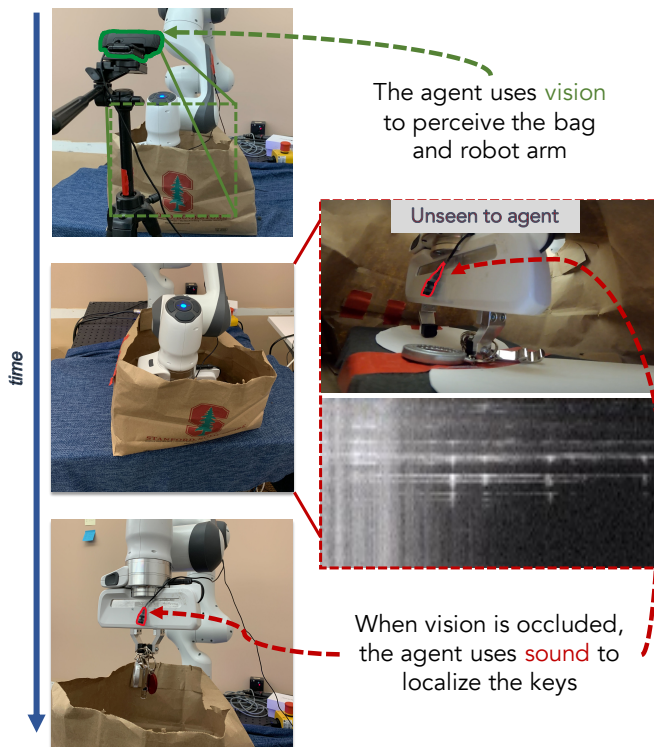 The agent uses vision
to perceive the bag
and robot arm
Unseen to agent
time
S
STANFORD
When vision is occluded,
the agent uses sound to
localize the keys